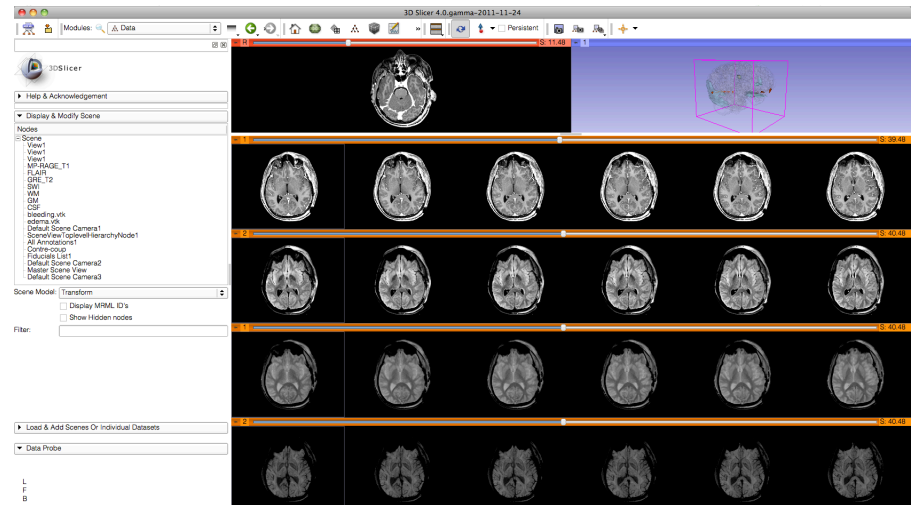 3D Slicer 4.0.gamma-2011-11-24
Modules: Data » Persistent
R S: 11.48 1
3DSlicer
Help & Acknowledgement
Display & Modify Scene
Nodes
Scene
View1
View1
View1
MP-RAGE_T1
FLAIR
GRE_T2
SWI
WM
GM
CSF
bleeding.vtk
edema.vtk
Default Scene Camera1
SceneViewToplevelHierarchyNode1
All Annotations1
Contre-coup
Fiducials List1
Default Scene Camera2
Master Scene View
Default Scene Camera3
Scene Model: Transform
Display MRML ID's
Show Hidden nodes
Filter:
Load & Add Scenes Or Individual Datasets
Data Probe
L
F
B
1 S: 39.48
2 S: 40.48
1 S: 40.48
2 S: 40.48